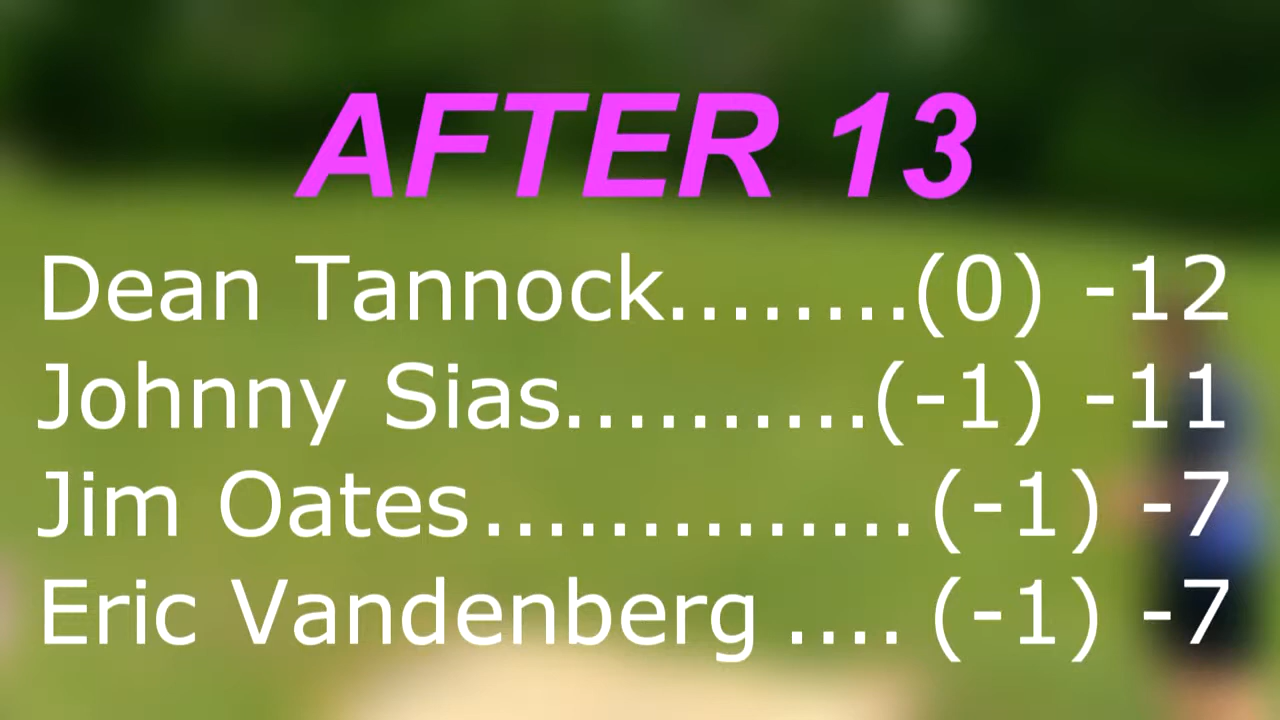 AFTER 13
Dean Tannock........(0) -12
Johnny Sias..........(-1) -11
Jim Oates...............(-1) -7
Eric Vandenberg .... (-1) -7